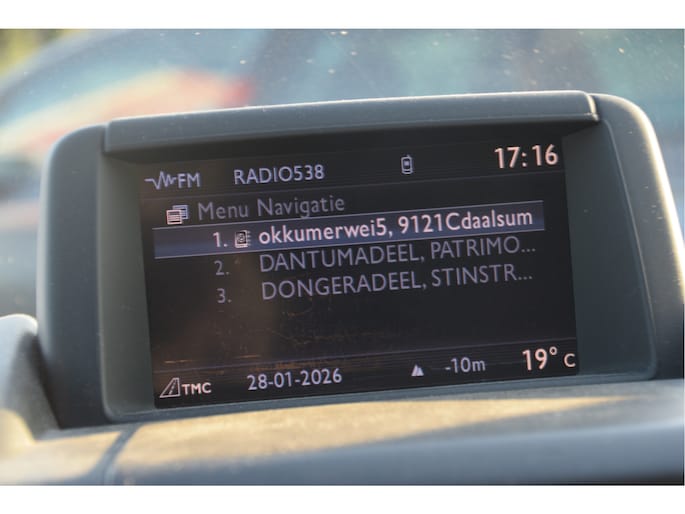 FM RADIO538 17:16
Menu Navigatie
1. okkumerwei5, 9121Cdaalsum
2. DANTUMADEEL, PATRIMO...
3. DONGERADEEL, STINSTR...
TMC 28-01-2026 -10m 19° C